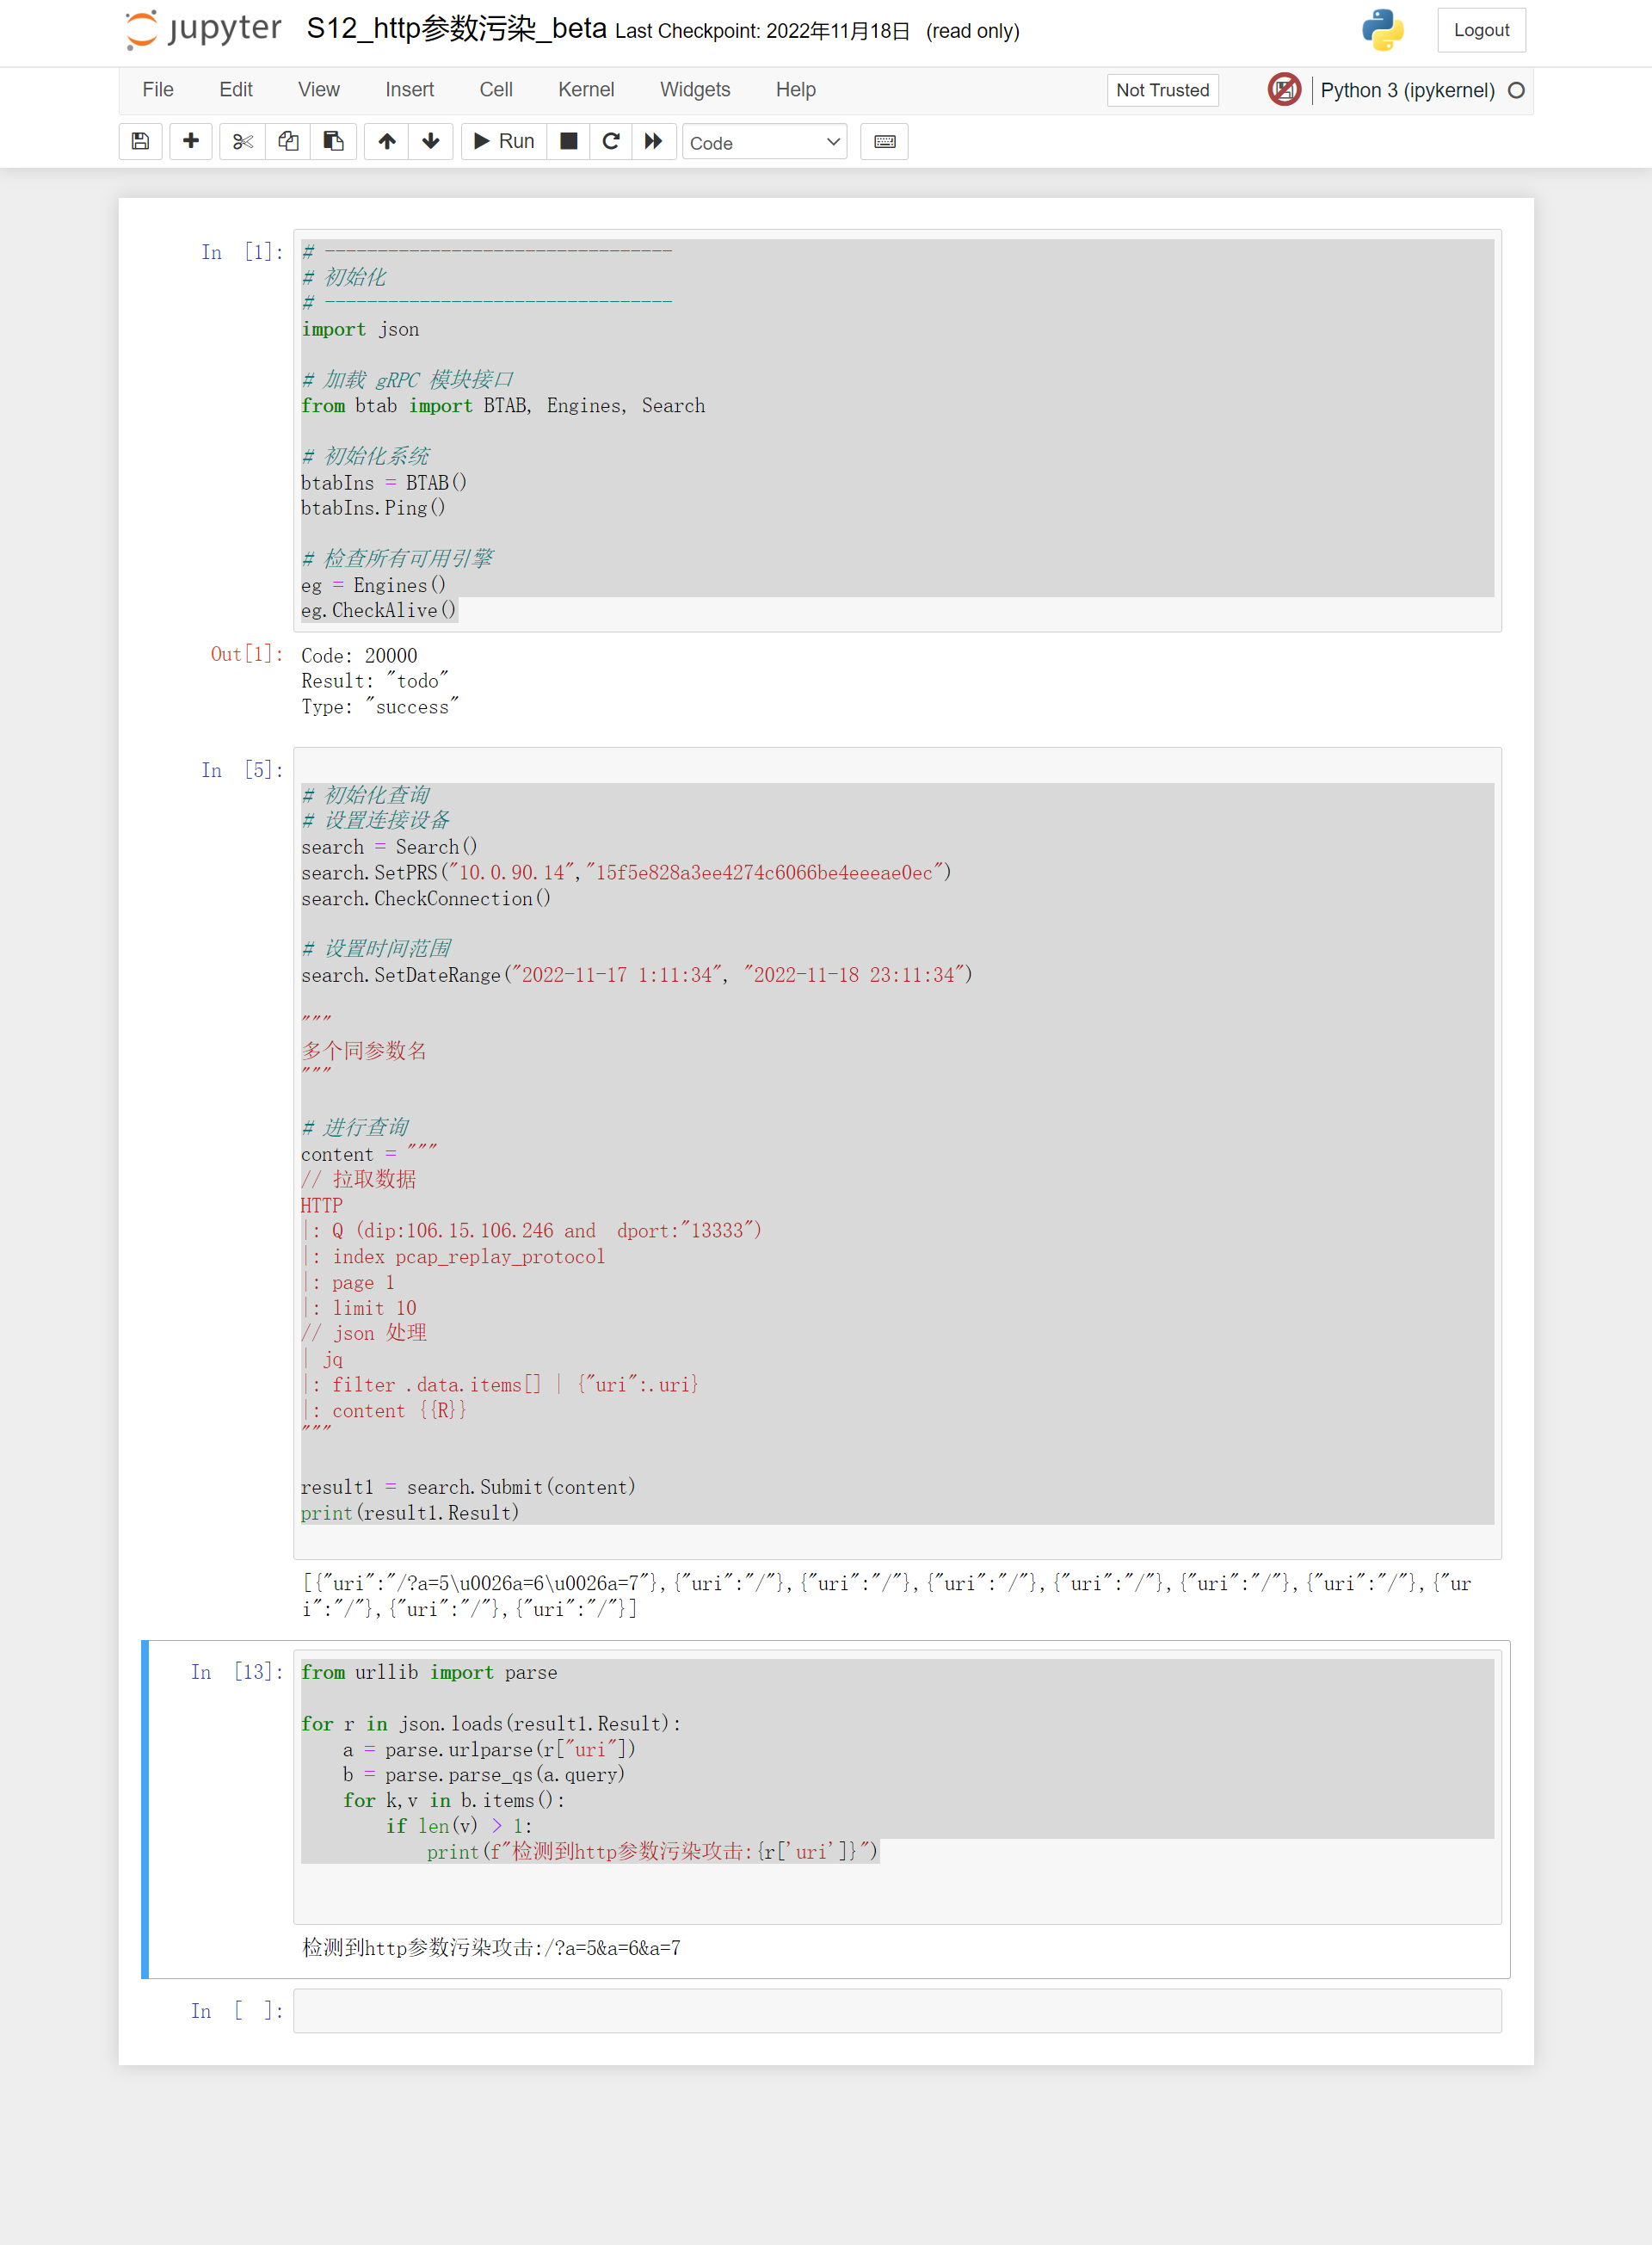 jupyter S12_http参数污染_beta Last Checkpoint: 2022年11月18日 (read only)
Logout
File Edit View Insert Cell Kernel Widgets Help
Not Trusted
Python 3 (ipykernel)
Run
Code
In [1]:
# ---------------------------------
# 初始化
# ---------------------------------
import json
# 加载 gRPC 模块接口
from btab import BTAB, Engines, Search
# 初始化系统
btabIns = BTAB()
btabIns.Ping()
# 检查所有可用引擎
eg = Engines()
eg.CheckAlive()
Out[1]:
Code: 20000
Result: "todo"
Type: "success"
In [5]:
# 初始化查询
# 设置连接设备
search = Search()
search.SetPRS("10.0.90.14","15f5e828a3ee4274c6066be4eeeae0ec")
search.CheckConnection()
# 设置时间范围
search.SetDateRange("2022-11-17 1:11:34", "2022-11-18 23:11:34")
"""
多个同参数名
"""
# 进行查询
content = """
// 拉取数据
HTTP
|: Q (dip:106.15.106.246 and  dport:"13333")
|: index pcap_replay_protocol
|: page 1
|: limit 10
// json 处理
| jq
|: filter .data.items[] | {"uri":.uri}
|: content {{R}}
"""
result1 = search.Submit(content)
print(result1.Result)
[{"uri":"/?a=5\u0026a=6\u0026a=7"},{"uri":"/"},{"uri":"/"},{"uri":"/"},{"uri":"/"},{"uri":"/"},{"uri":"/"},{"ur
i":"/"},{"uri":"/"},{"uri":"/"}]
In [13]:
from urllib import parse
for r in json.loads(result1.Result):
    a = parse.urlparse(r["uri"])
    b = parse.parse_qs(a.query)
    for k,v in b.items():
        if len(v) > 1:
            print(f"检测到http参数污染攻击:{r['uri']}")
检测到http参数污染攻击:/?a=5&a=6&a=7
In [ ]: